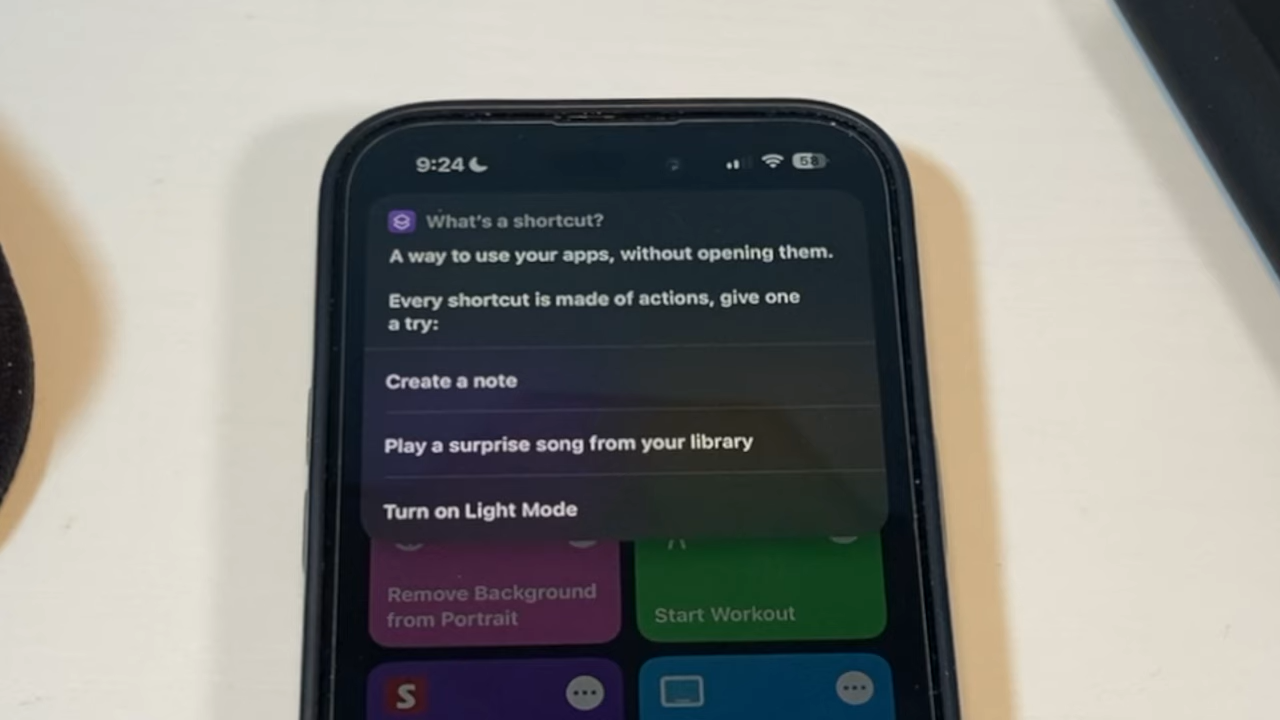 9:24
58
What's a shortcut?
A way to use your apps, without opening them.
Every shortcut is made of actions, give one
a try:
Create a note
Play a surprise song from your library
Turn on Light Mode
Remove Background
from Portrait
Start Workout
S